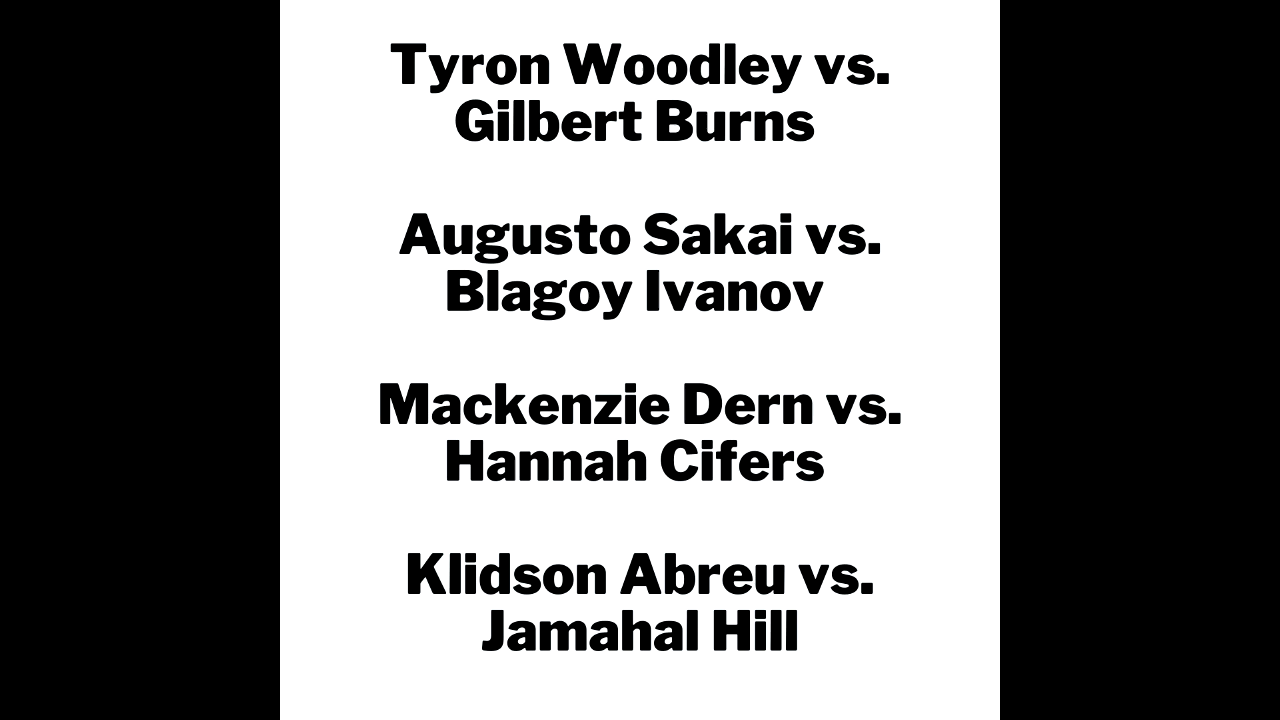 Tyron Woodley vs.
Gilbert Burns
Augusto Sakai vs.
Blagoy Ivanov
Mackenzie Dern vs.
Hannah Cifers
Klidson Abreu vs.
Jamahal Hill